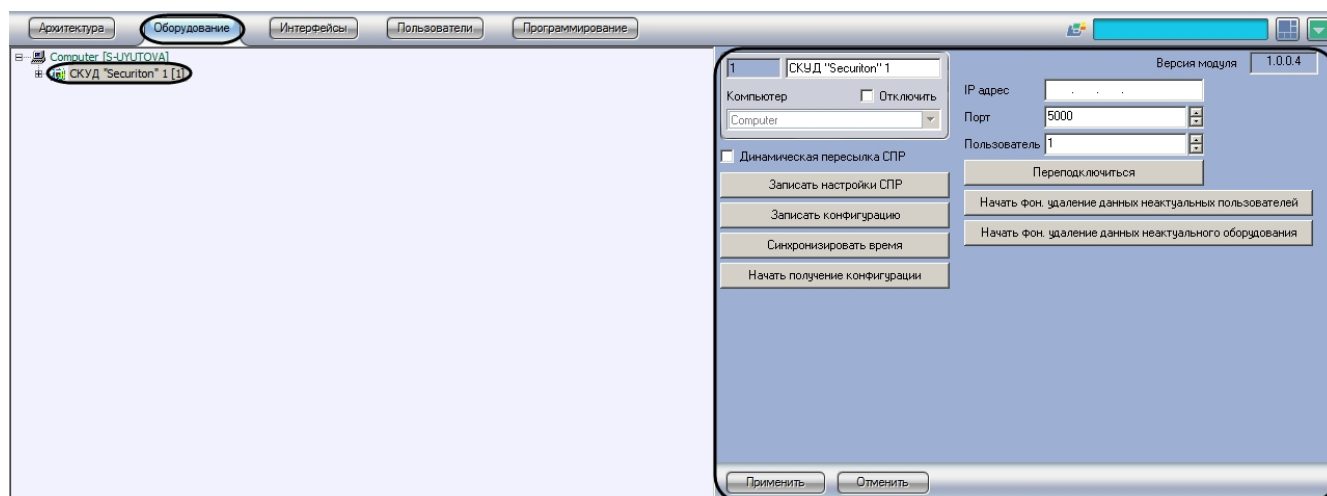 Архитектура Оборудование Интерфейсы Пользователи Программирование
Computer [S-UYUTOVA]
СКУД "Securiton" 1 [1]
1 СКУД "Securiton" 1
Компьютер Отключить
Computer
Динамическая пересылка СПР
Записать настройки СПР
Записать конфигурацию
Синхронизировать время
Начать получение конфигурации
Версия модуля 1.0.0.4
IP адрес . . .
Порт 5000
Пользователь 1
Переподключиться
Начать фон. удаление данных неактуальных пользователей
Начать фон. удаление данных неактуального оборудования
Применить Отменить